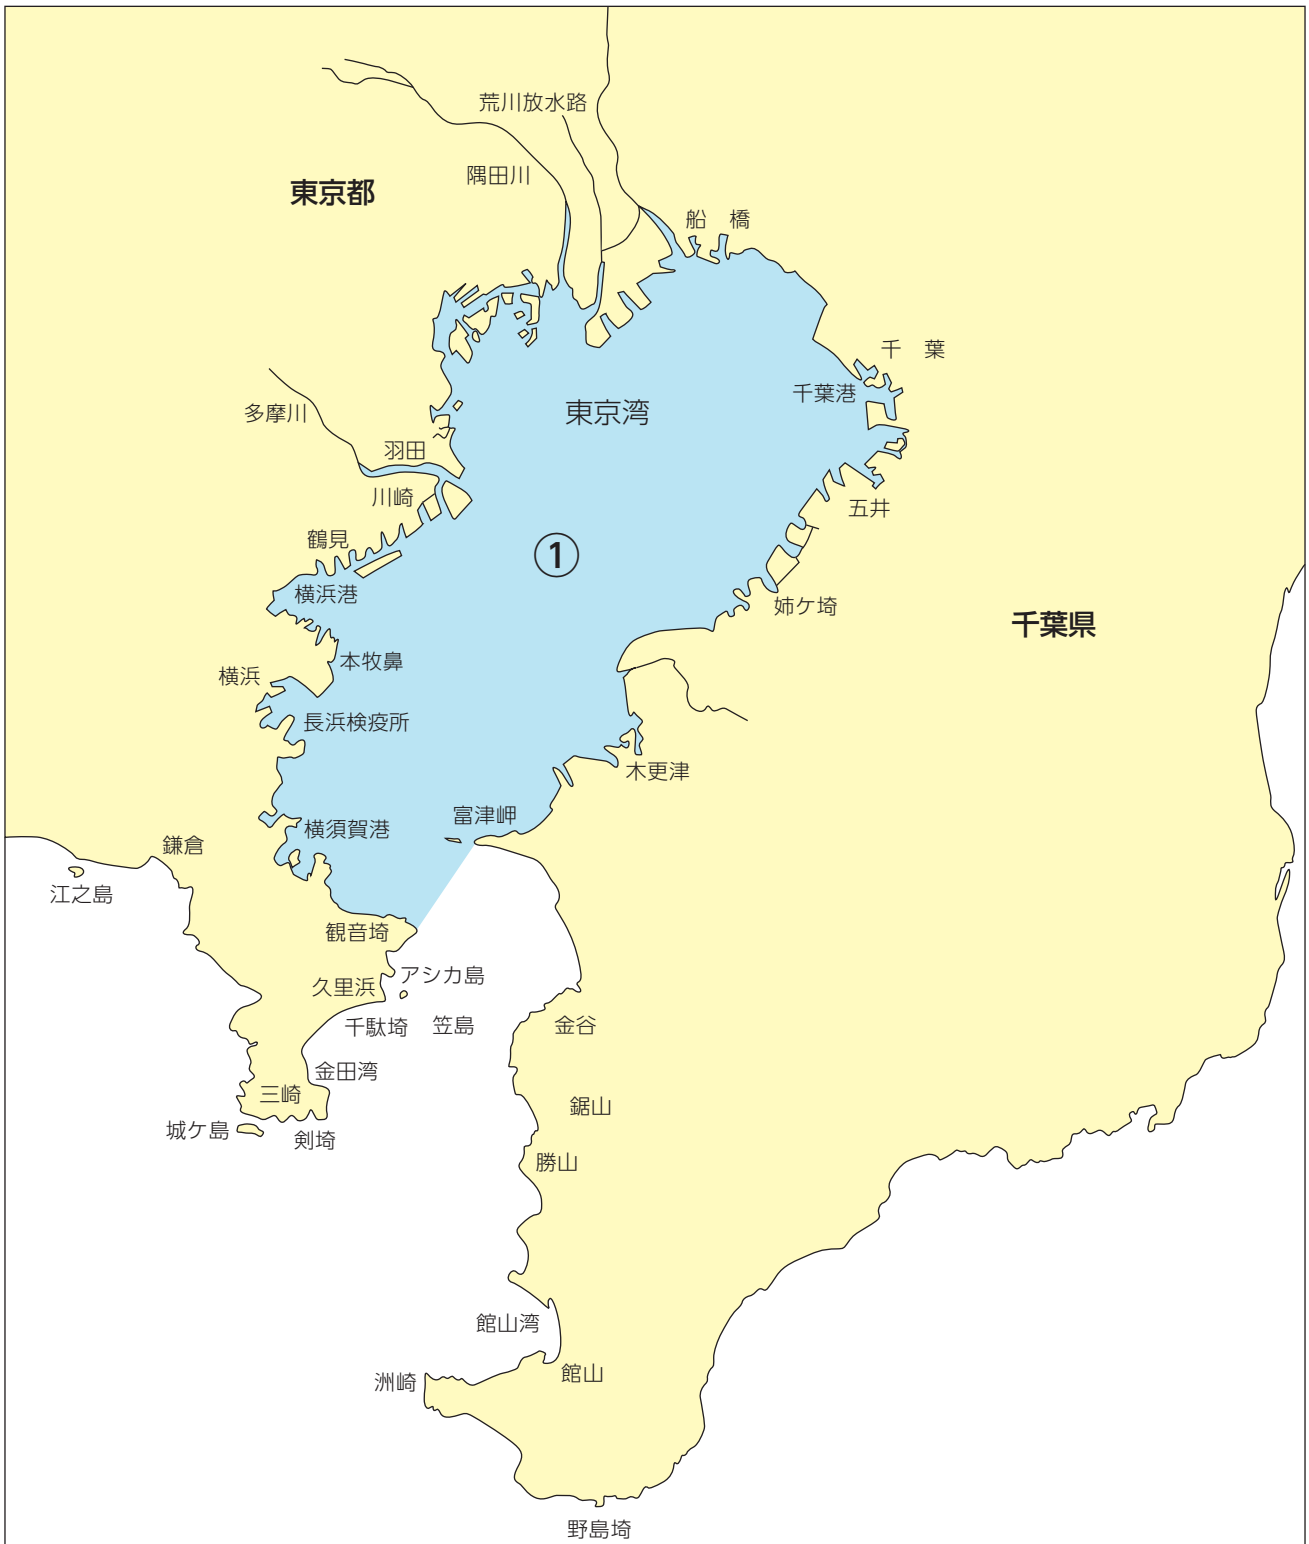 荒川放水路
隅田川
東京都
船 橋
千 葉
千葉港
東京湾
多摩川
羽田
川崎
五井
鶴見
①
横浜港
姉ケ埼
千葉県
本牧鼻
横浜
長浜検疫所
木更津
富津岬
横須賀港
鎌倉
江之島
観音埼
アシカ島
久里浜
千駄埼
笠島
金谷
金田湾
三崎
鋸山
城ケ島
剣埼
勝山
館山湾
館山
洲崎
野島埼